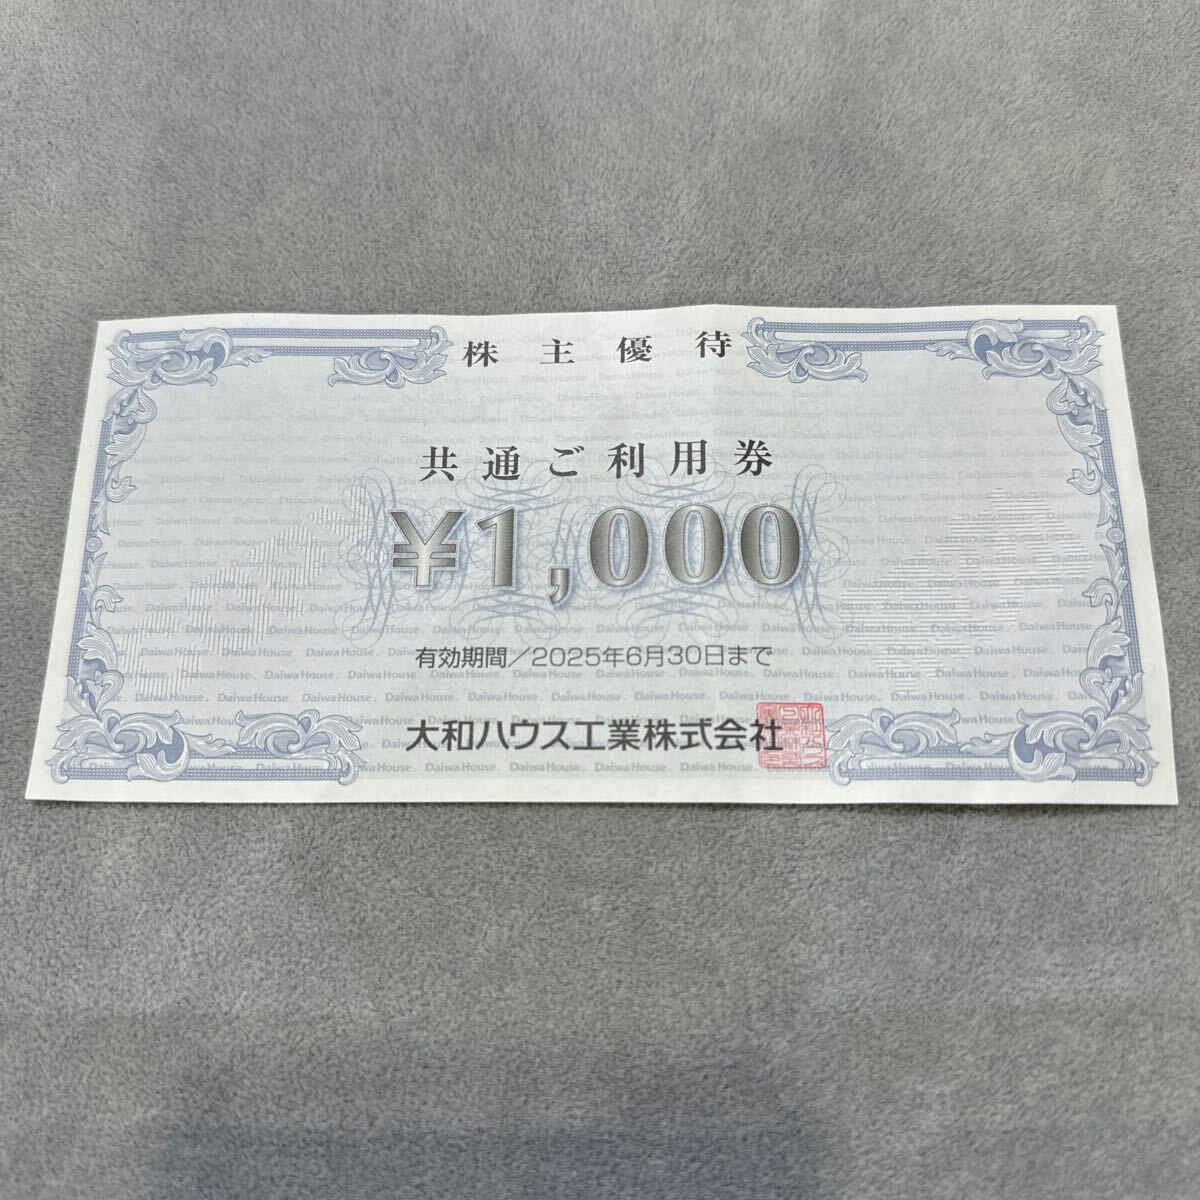 株主優待
共通ご利用券
¥1,000
有効期間／2025年6月30日まで
大和ハウス工業株式会社